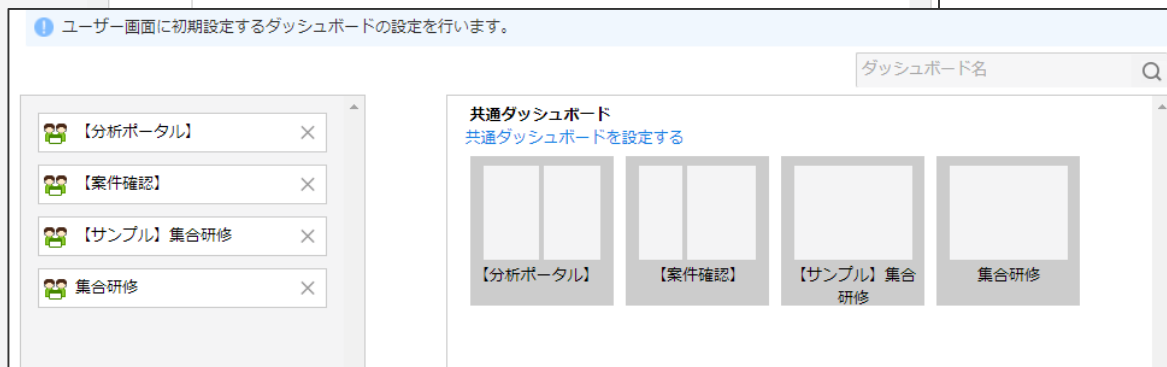 ユーザー画面に初期設定するダッシュボードの設定を行います。
ダッシュボード名
【分析ポータル】
【案件確認】
【サンプル】集合研修
集合研修
共通ダッシュボード
共通ダッシュボードを設定する
【分析ポータル】
【案件確認】
【サンプル】集合
研修
集合研修